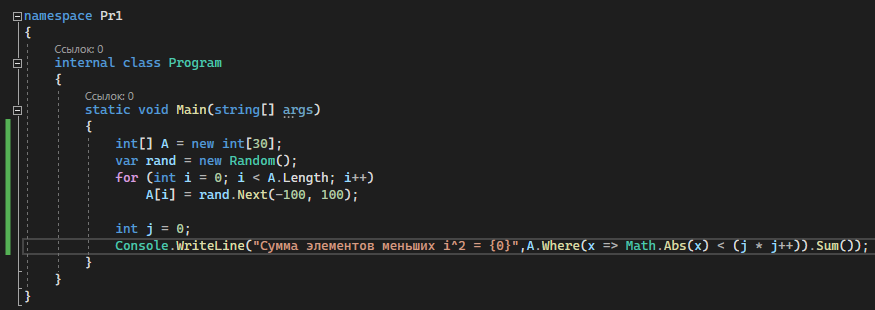 namespace Pr1
{
Ссылок: 0
internal class Program
{
Ссылок: 0
static void Main(string[] args)
{
int[] A = new int[30];
var rand = new Random();
for (int i = 0; i < A.Length; i++)
A[i] = rand.Next(-100, 100);
int j = 0;
Console.WriteLine("Сумма элементов меньших i^2 = {0}",A.Where(x => Math.Abs(x) < (j * j++)).Sum());
}
}
}